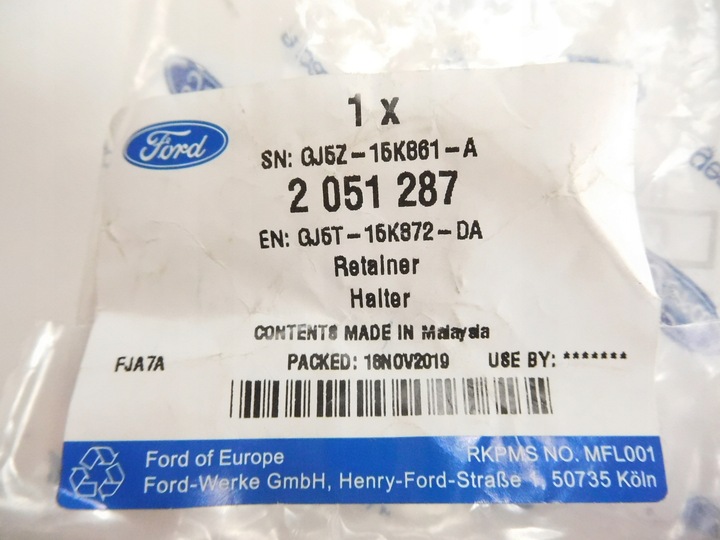 1 x
Ford
SN: GJ5Z-15K861-A
2 051 287
EN: GJ5T-15K872-DA
Retainer
Halter
CONTENTS MADE IN Malaysia
FJA7A PACKED: 18NOV2019 USE BY: *******
Ford of Europe RKPMS NO. MFL001
Ford-Werke GmbH, Henry-Ford-Straße 1, 50735 Köln